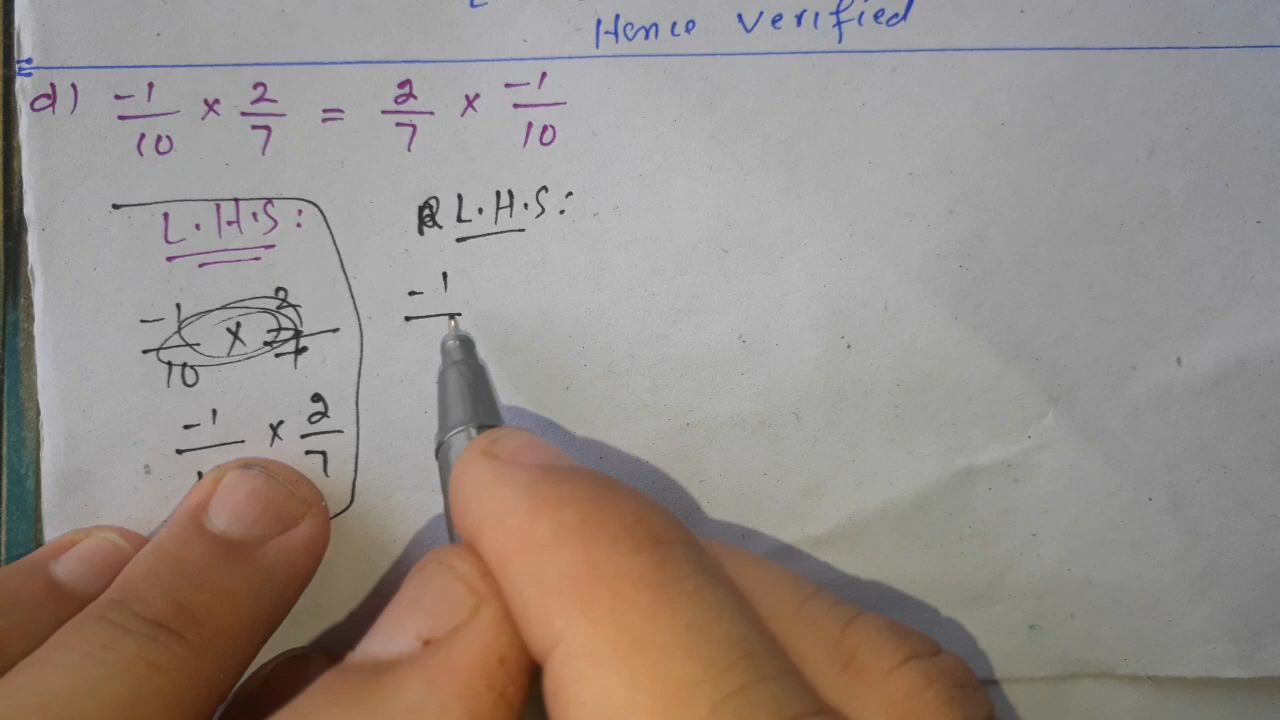 Hence Verified
d) -1/10 × 2/7 = 2/7 × -1/10
L.H.S:
L.H.S:
-1/10 × 2/7
-1
-1 × 2/7